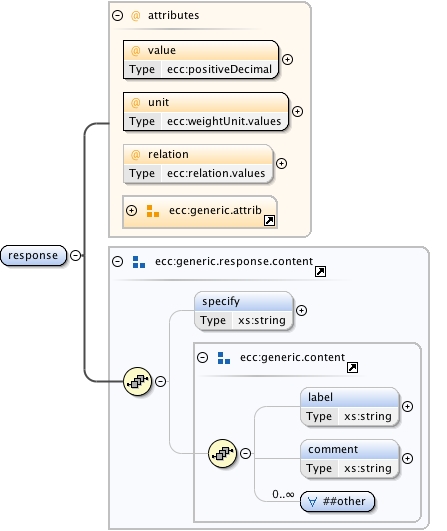 @ attributes
@ value
Type ecc:positiveDecimal
@ unit
Type ecc:weightUnit.values
@ relation
Type ecc:relation.values
ecc:generic.attrib
response
ecc:generic.response.content
specify
Type xs:string
ecc:generic.content
label
Type xs:string
comment
Type xs:string
0..∞
∀ ##other